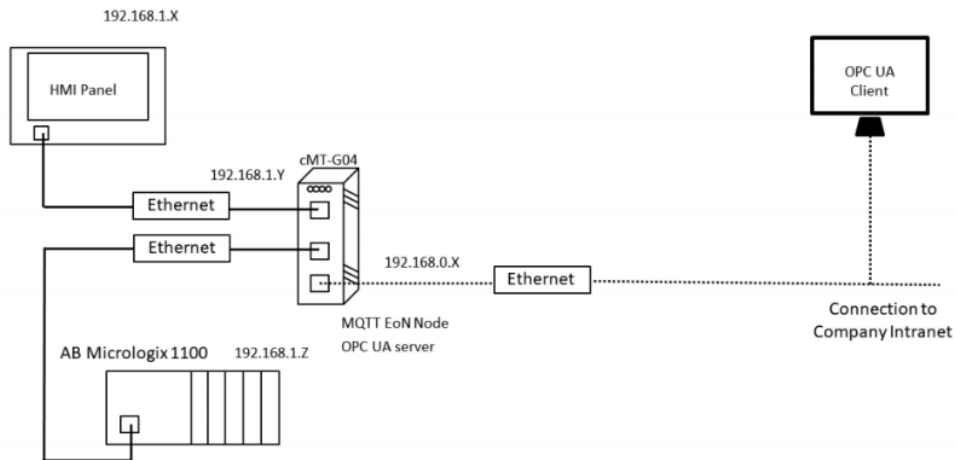 192.168.1.X
HMI Panel
OPC UA
Client
cMT-G04
192.168.1.Y
Ethernet
Ethernet
192.168.0.X
Ethernet
MQTT EoN Node
OPC UA server
Connection to
Company Intranet
AB Micrologix 1100
192.168.1.Z